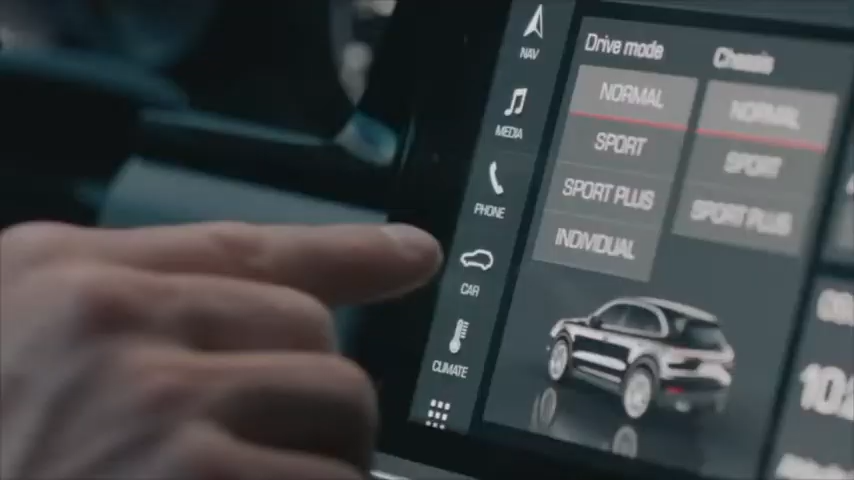 NAV
MEDIA
PHONE
CAR
CLIMATE
Drive mode
NORMAL
SPORT
SPORT PLUS
INDIVIDUAL
Chassis
NORMAL
SPORT
SPORT PLUS